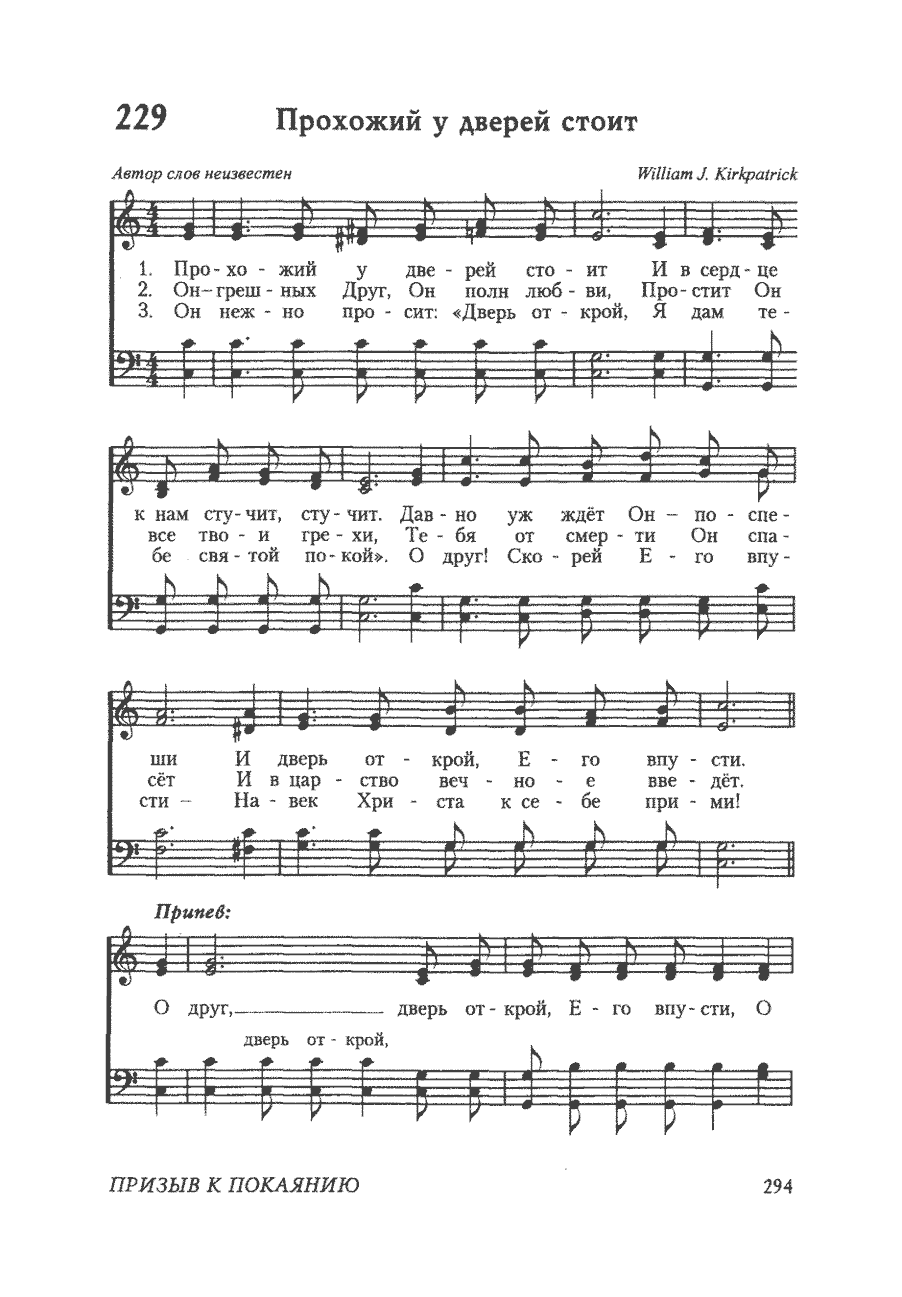 229
Прохожий у дверей стоит
Автор слов неизвестен
William J. Kirkpatrick
1. Про-хо - жий у две - рей сто - ит И в серд - це
2. Он—греш - ных Друг, Он полн люб - ви, Про-стит Он
3. Он неж - но про - сит: «Дверь от - крой, Я дам те -
к нам сту-чит, сту-чит. Дав - но уж ждёт Он — по - спе -
все тво - и гре - хи, Те - бя от смер - ти Он спа -
бе свя - той по-кой». О друг! Ско - рей Е - го впу -
ши И дверь от - крой, Е - го впу - сти.
сёт И в цар - ство веч - но - е вве - дёт.
сти — На - век Хри - ста к се - бе при - ми!
Припев:
О друг, дверь от - крой, Е - го впу-сти, О
дверь от - крой,
ПРИЗЫВ К ПОКАЯНИЮ
294